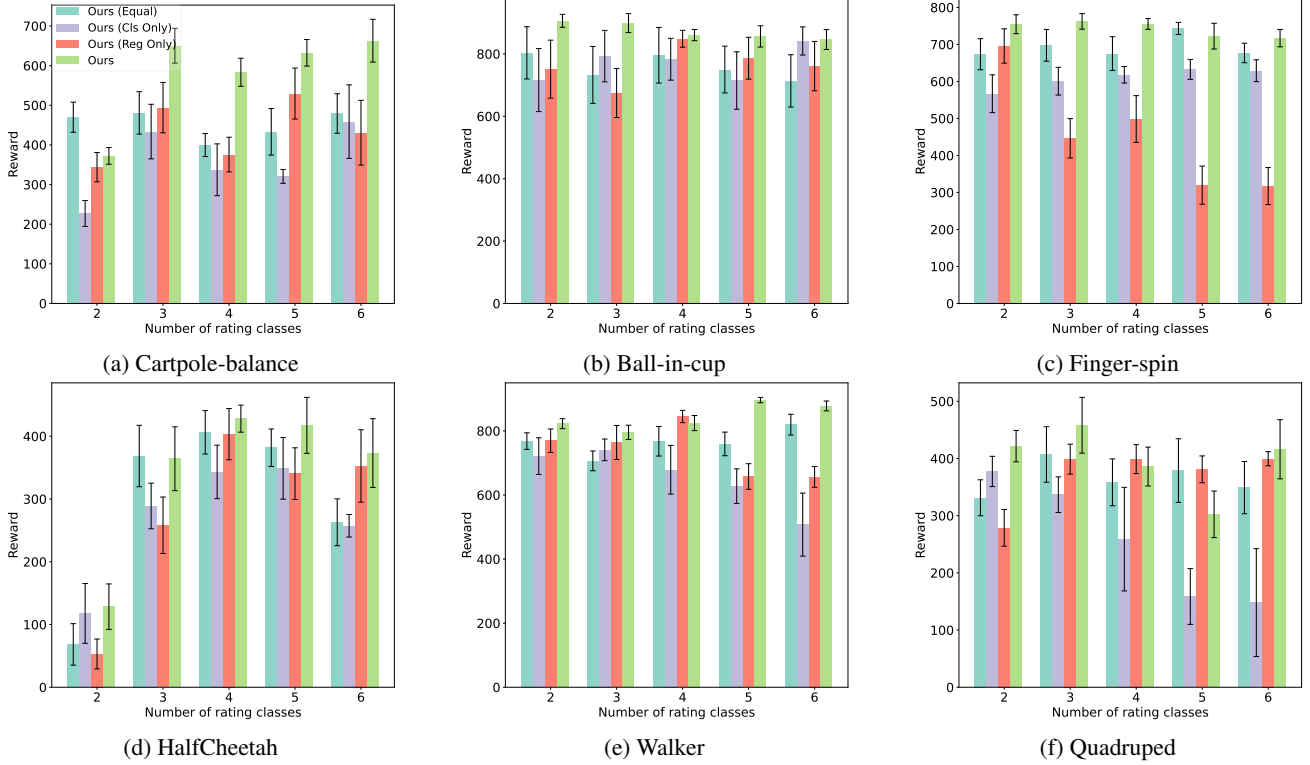 Ours (Equal)
Ours (Cls Only)
Ours (Reg Only)
Ours
700
600
500
400
300
200
100
0
Reward
2 3 4 5 6
Number of rating classes
(a) Cartpole-balance
800
600
400
200
0
Reward
2 3 4 5 6
Number of rating classes
(b) Ball-in-cup
800
700
600
500
400
300
200
100
0
Reward
2 3 4 5 6
Number of rating classes
(c) Finger-spin
400
300
200
100
0
Reward
2 3 4 5 6
Number of rating classes
(d) HalfCheetah
800
600
400
200
0
Reward
2 3 4 5 6
Number of rating classes
(e) Walker
500
400
300
200
100
0
Reward
2 3 4 5 6
Number of rating classes
(f) Quadruped